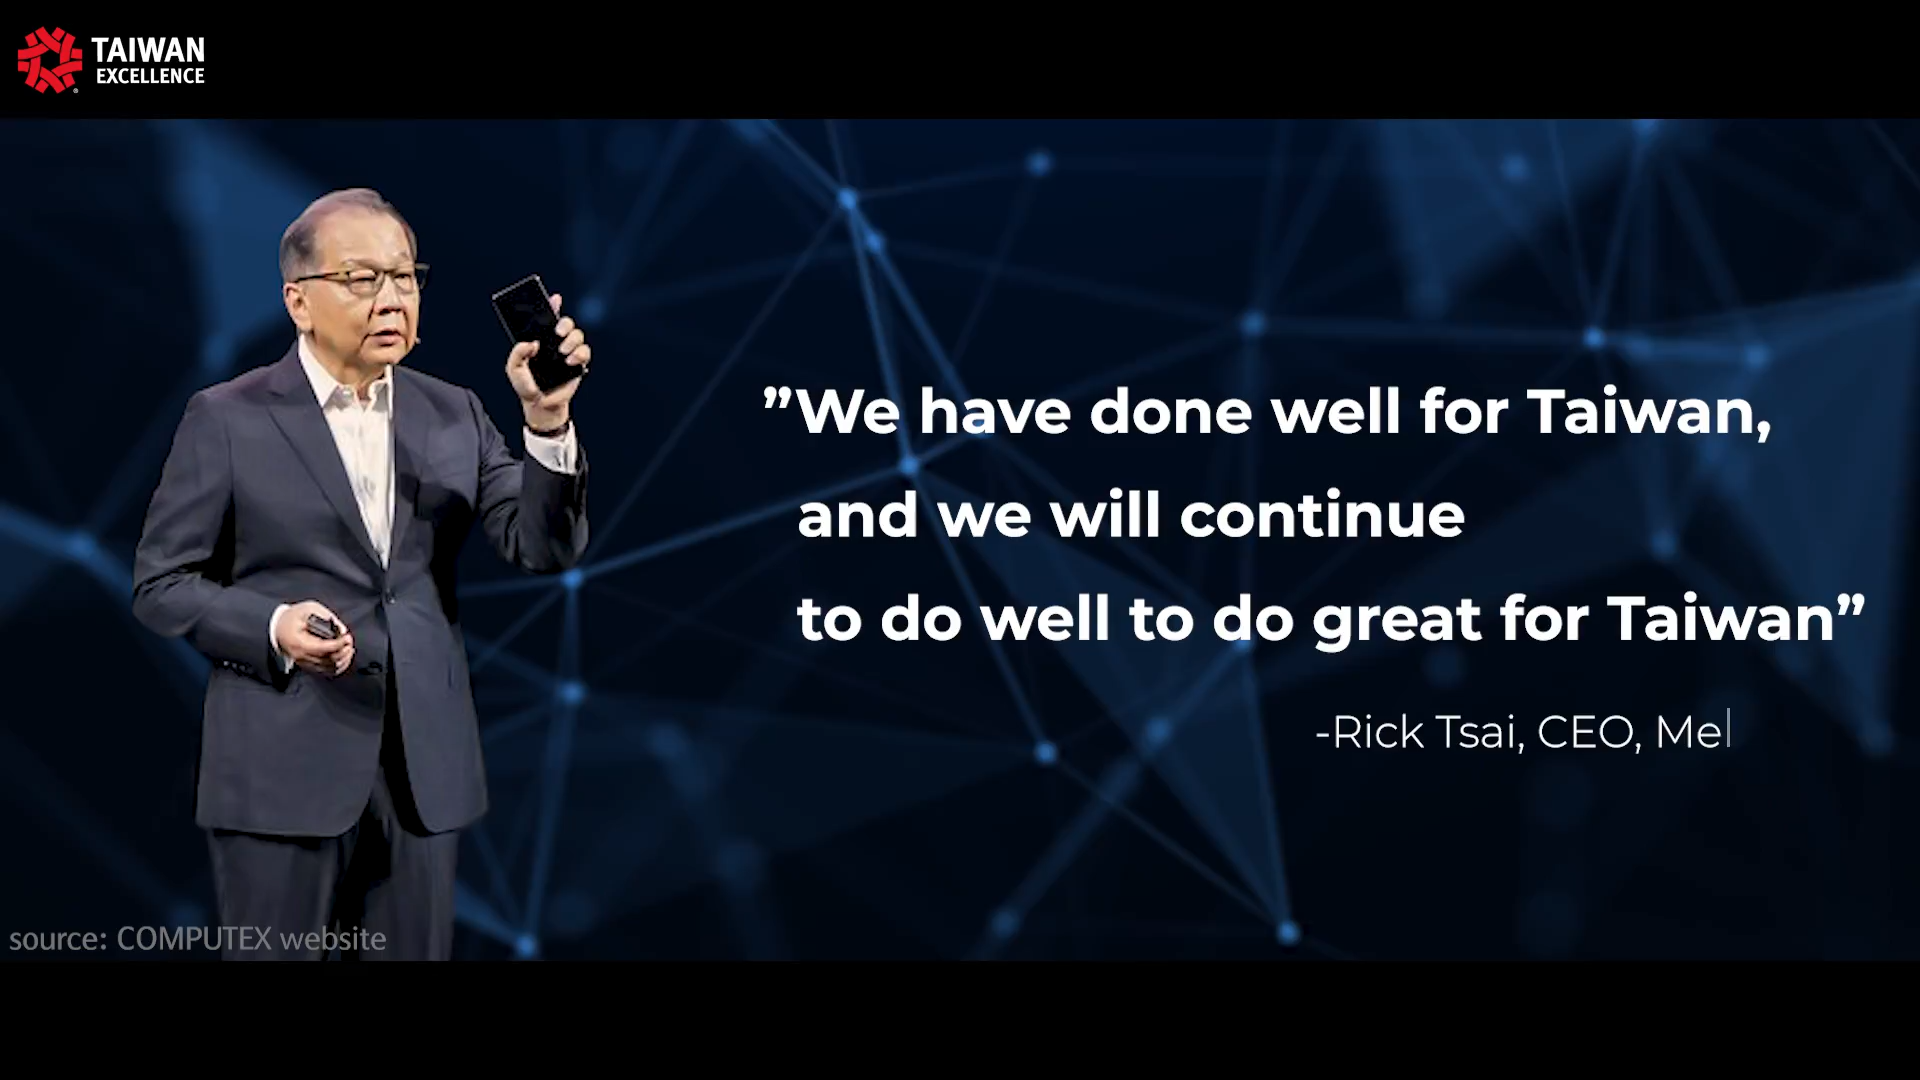 TAIWAN
EXCELLENCE
”We have done well for Taiwan,
and we will continue
to do well to do great for Taiwan”
-Rick Tsai, CEO, Me
source: COMPUTEX website